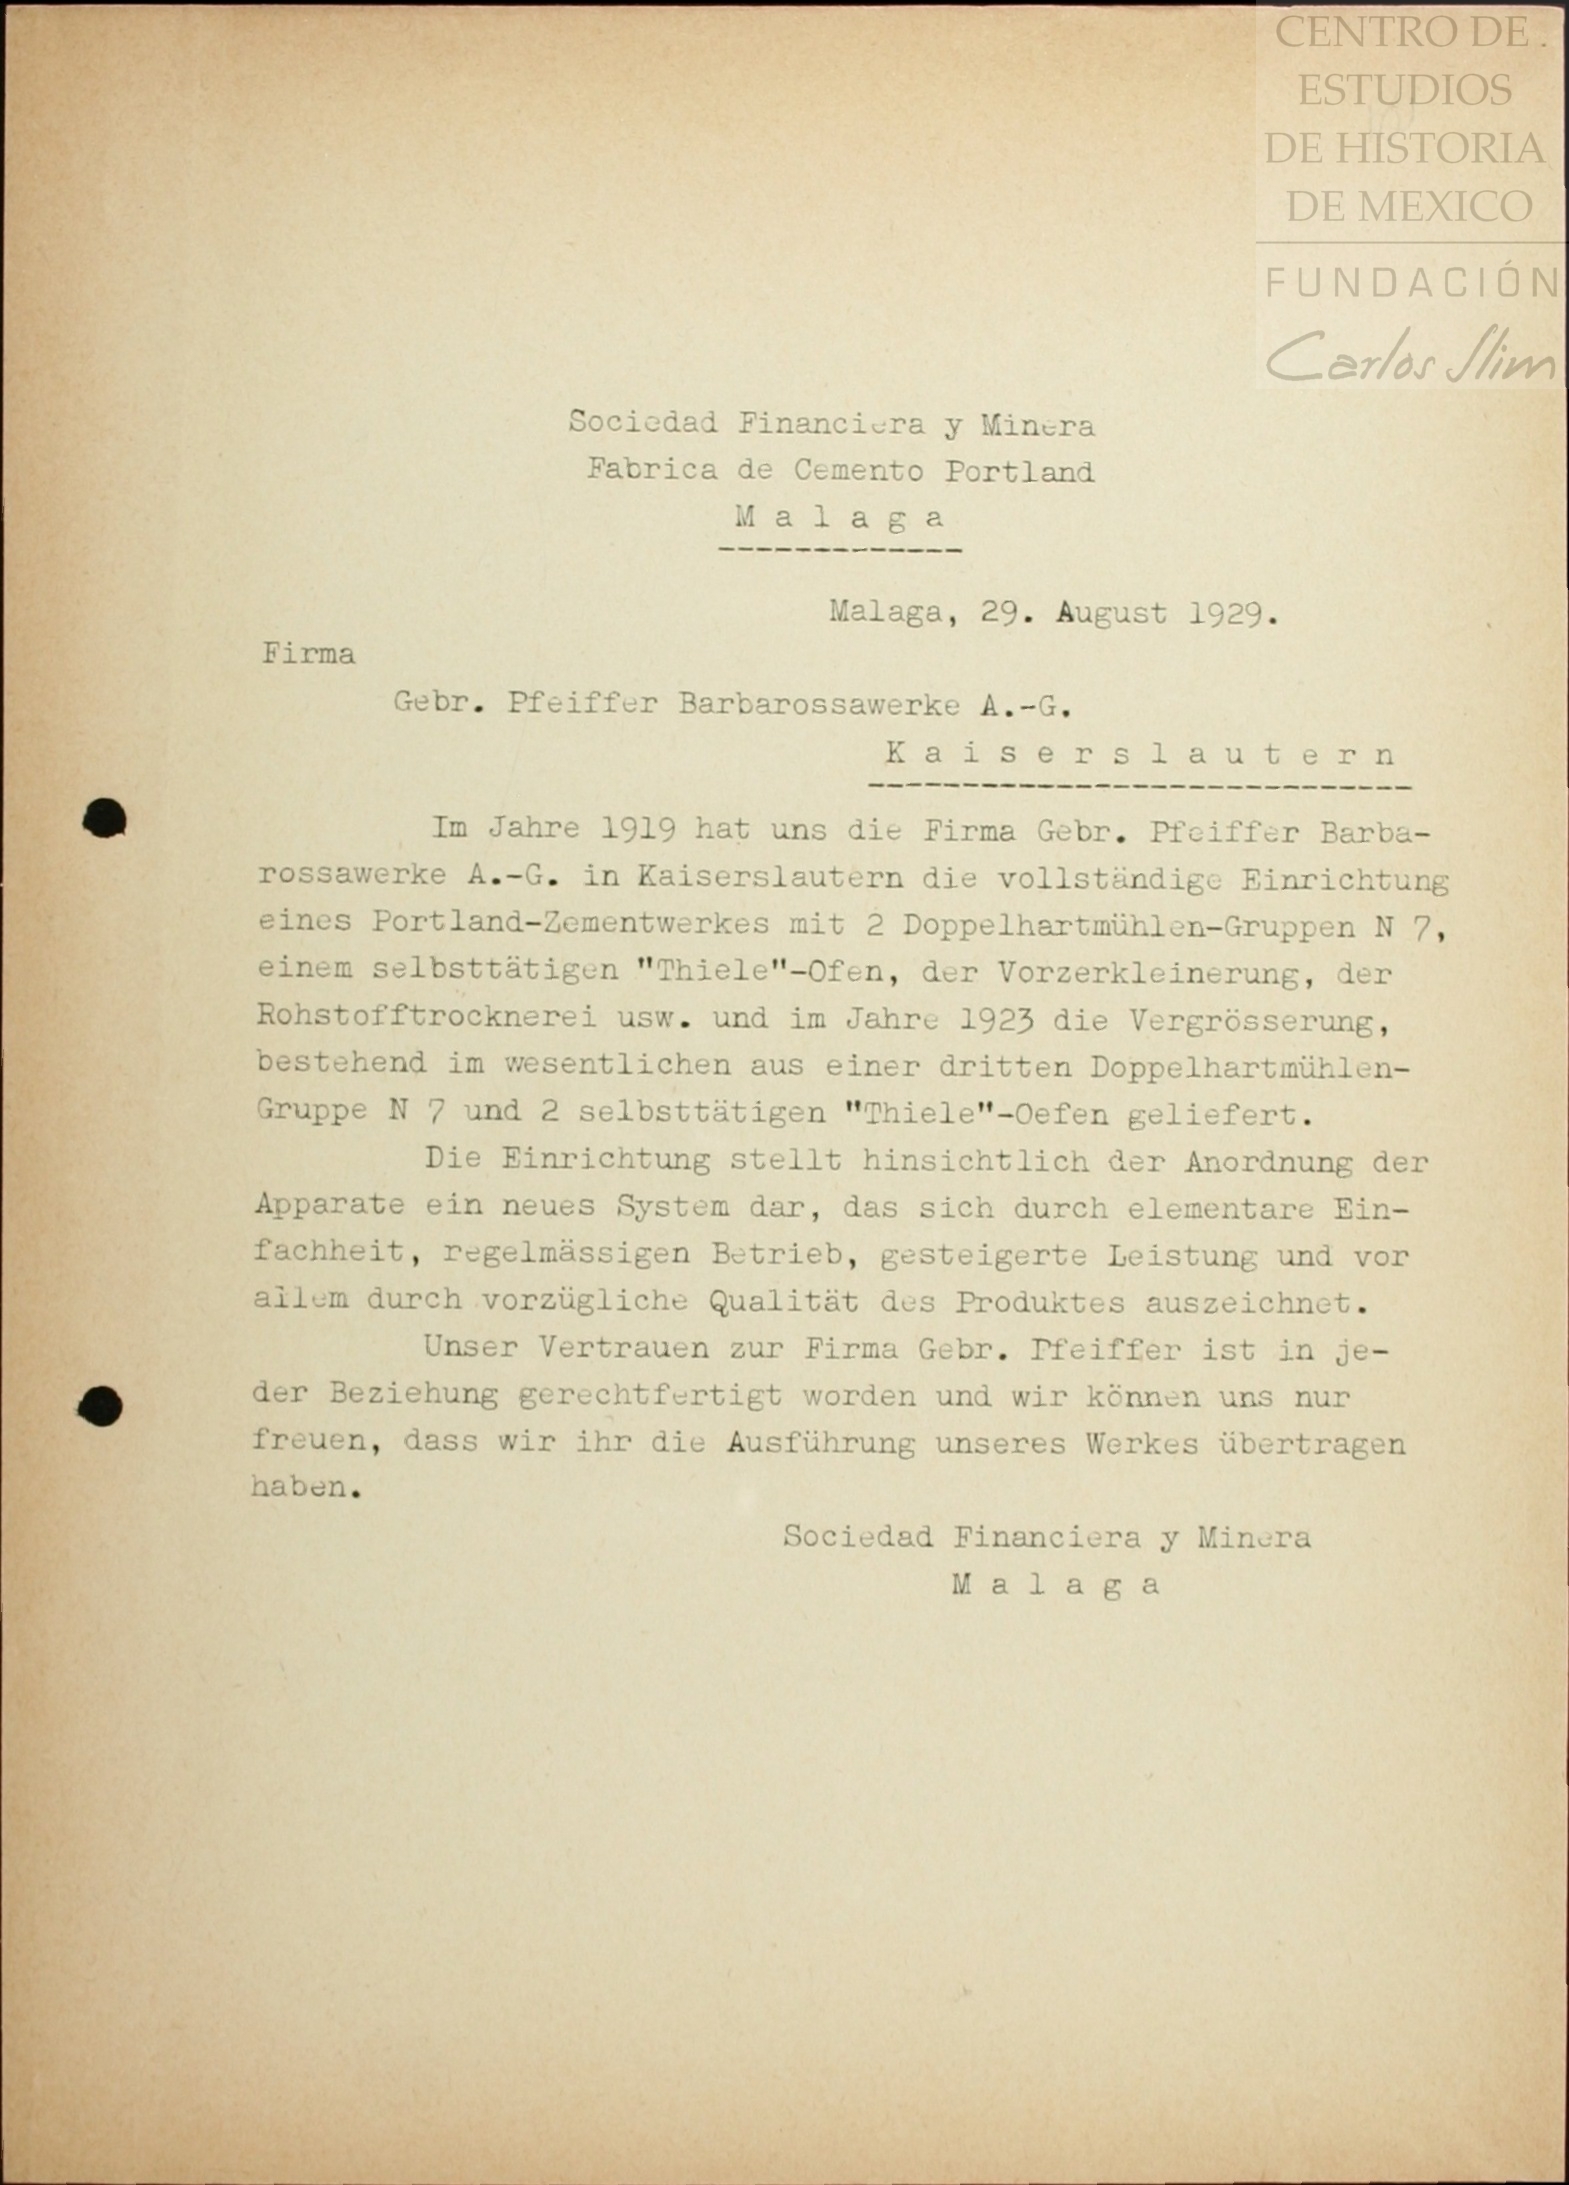 CENTRO DE
ESTUDIOS
DE HISTORIA
DE MEXICO
FUNDACIÓN
Carlos Slim
Sociedad Financiera y Minera
Fabrica de Cemento Portland
M a l a g a
Malaga, 29. August 1929.
Firma
Gebr. Pfeiffer Barbarossawerke A.-G.
K a i s e r s l a u t e r n
Im Jahre 1919 hat uns die Firma Gebr. Pfeiffer Barba-
rossawerke A.-G. in Kaiserslautern die vollständige Einrichtung
eines Portland-Zementwerkes mit 2 Doppelhartmühlen-Gruppen N 7,
einem selbsttätigen "Thiele"-Ofen, der Vorzerkleinerung, der
Rohstofftrocknerei usw. und im Jahre 1923 die Vergrösserung,
bestehend im wesentlichen aus einer dritten Doppelhartmühlen-
Gruppe N 7 und 2 selbsttätigen "Thiele"-Oefen geliefert.
Die Einrichtung stellt hinsichtlich der Anordnung der
Apparate ein neues System dar, das sich durch elementare Ein-
fachheit, regelmässigen Betrieb, gesteigerte Leistung und vor
allem durch vorzügliche Qualität des Produktes auszeichnet.
Unser Vertrauen zur Firma Gebr. Pfeiffer ist in je-
der Beziehung gerechtfertigt worden und wir können uns nur
freuen, dass wir ihr die Ausführung unseres Werkes übertragen
haben.
Sociedad Financiera y Minera
M a l a g a